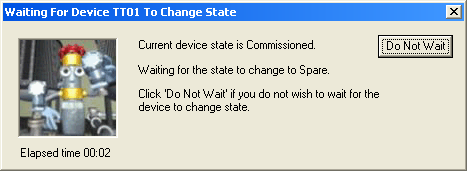 Waiting For Device TT01 To Change State
Current device state is Commissioned.
Do Not Wait
Waiting for the state to change to Spare.
Click 'Do Not Wait' if you do not wish to wait for the
device to change state.
Elapsed time 00:02